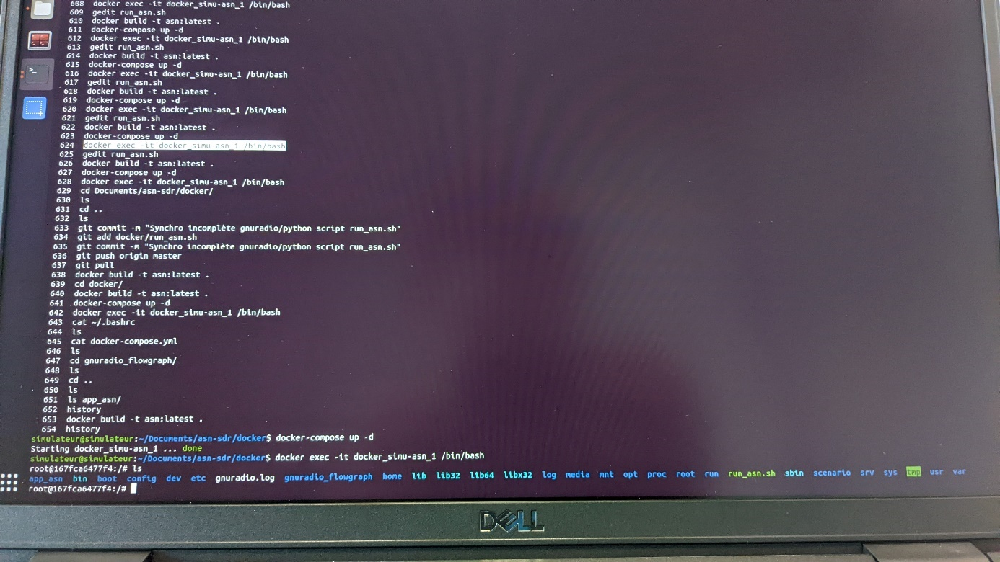 608 docker exec -it docker_simu-asn_1 /bin/bash
609 gedit run_asn.sh
610 docker build -t asn:latest .
611 docker-compose up -d
612 docker exec -it docker_simu-asn_1 /bin/bash
613 gedit run_asn.sh
614 docker build -t asn:latest .
615 docker-compose up -d
616 docker exec -it docker_simu-asn_1 /bin/bash
617 gedit run_asn.sh
618 docker build -t asn:latest .
619 docker-compose up -d
620 docker exec -it docker_simu-asn_1 /bin/bash
621 gedit run_asn.sh
622 docker build -t asn:latest .
623 docker-compose up -d
624 docker exec -it docker_simu-asn_1 /bin/bash
625 gedit run_asn.sh
626 docker build -t asn:latest .
627 docker-compose up -d
628 docker exec -it docker_simu-asn_1 /bin/bash
629 cd Documents/asn-sdr/docker/
630 ls
631 cd ..
632 ls
633 git commit -m "Synchro incomplète gnuradio/python script run_asn.sh"
634 git add docker/run_asn.sh
635 git commit -m "Synchro incomplète gnuradio/python script run_asn.sh"
636 git push origin master
637 git pull
638 docker build -t asn:latest .
639 cd docker/
640 docker build -t asn:latest .
641 docker-compose up -d
642 docker exec -it docker_simu-asn_1 /bin/bash
643 cat ~/.bashrc
644 ls
645 cat docker-compose.yml
646 ls
647 cd gnuradio_flowgraph/
648 ls
649 cd ..
650 ls
651 ls app_asn/
652 history
653 docker build -t asn:latest .
654 history
simulateur@simulateur:~/Documents/asn-sdr/docker$ docker-compose up -d
Starting docker_simu-asn_1 ... done
simulateur@simulateur:~/Documents/asn-sdr/docker$ docker exec -it docker_simu-asn_1 /bin/bash
root@167fca6477f4:/# ls
app_asn bin boot config dev etc gnuradio.log gnuradio_flowgraph home lib lib32 lib64 libx32 log media mnt opt proc root run run_asn.sh sbin scenario srv sys tmp usr var
root@167fca6477f4:/#
DELL